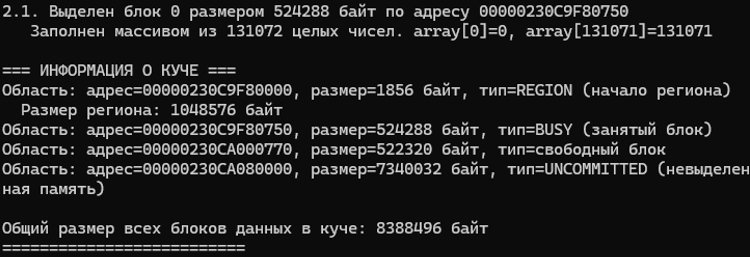 2.1. Выделен блок 0 размером 524288 байт по адресу 00000230C9F80750
Заполнен массивом из 131072 целых чисел. array[0]=0, array[131071]=131071
=== ИНФОРМАЦИЯ О КУЧЕ ===
Область: адрес=00000230C9F80000, размер=1856 байт, тип=REGION (начало региона)
Размер региона: 1048576 байт
Область: адрес=00000230C9F80750, размер=524288 байт, тип=BUSY (занятый блок)
Область: адрес=00000230CA000770, размер=522320 байт, тип=свободный блок
Область: адрес=00000230CA080000, размер=7340032 байт, тип=UNCOMMITTED (невыделен
ная память)
Общий размер всех блоков данных в куче: 8388496 байт
==========================